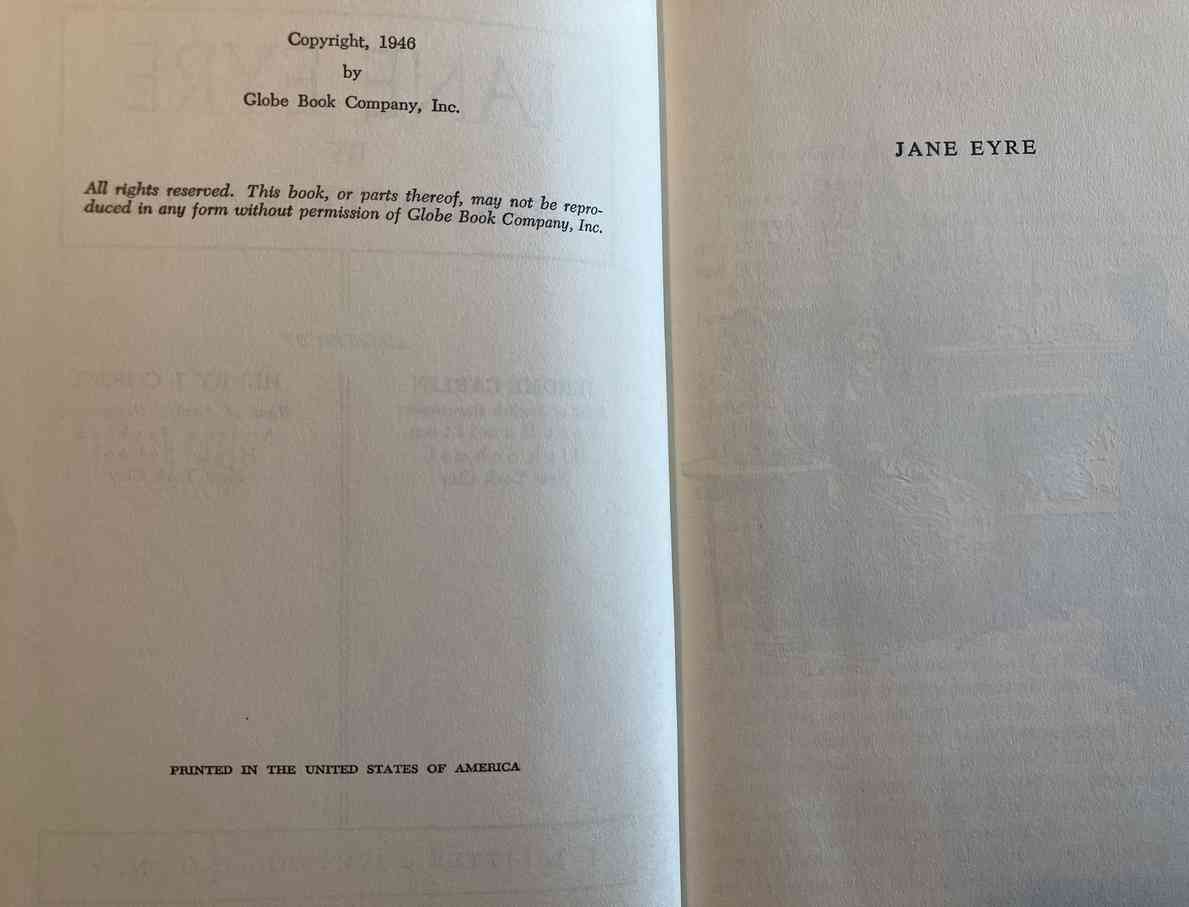 Copyright, 1946
by
Globe Book Company, Inc.
All rights reserved. This book, or parts thereof, may not be repro-
duced in any form without permission of Globe Book Company, Inc.
PRINTED IN THE UNITED STATES OF AMERICA
JANE EYRE